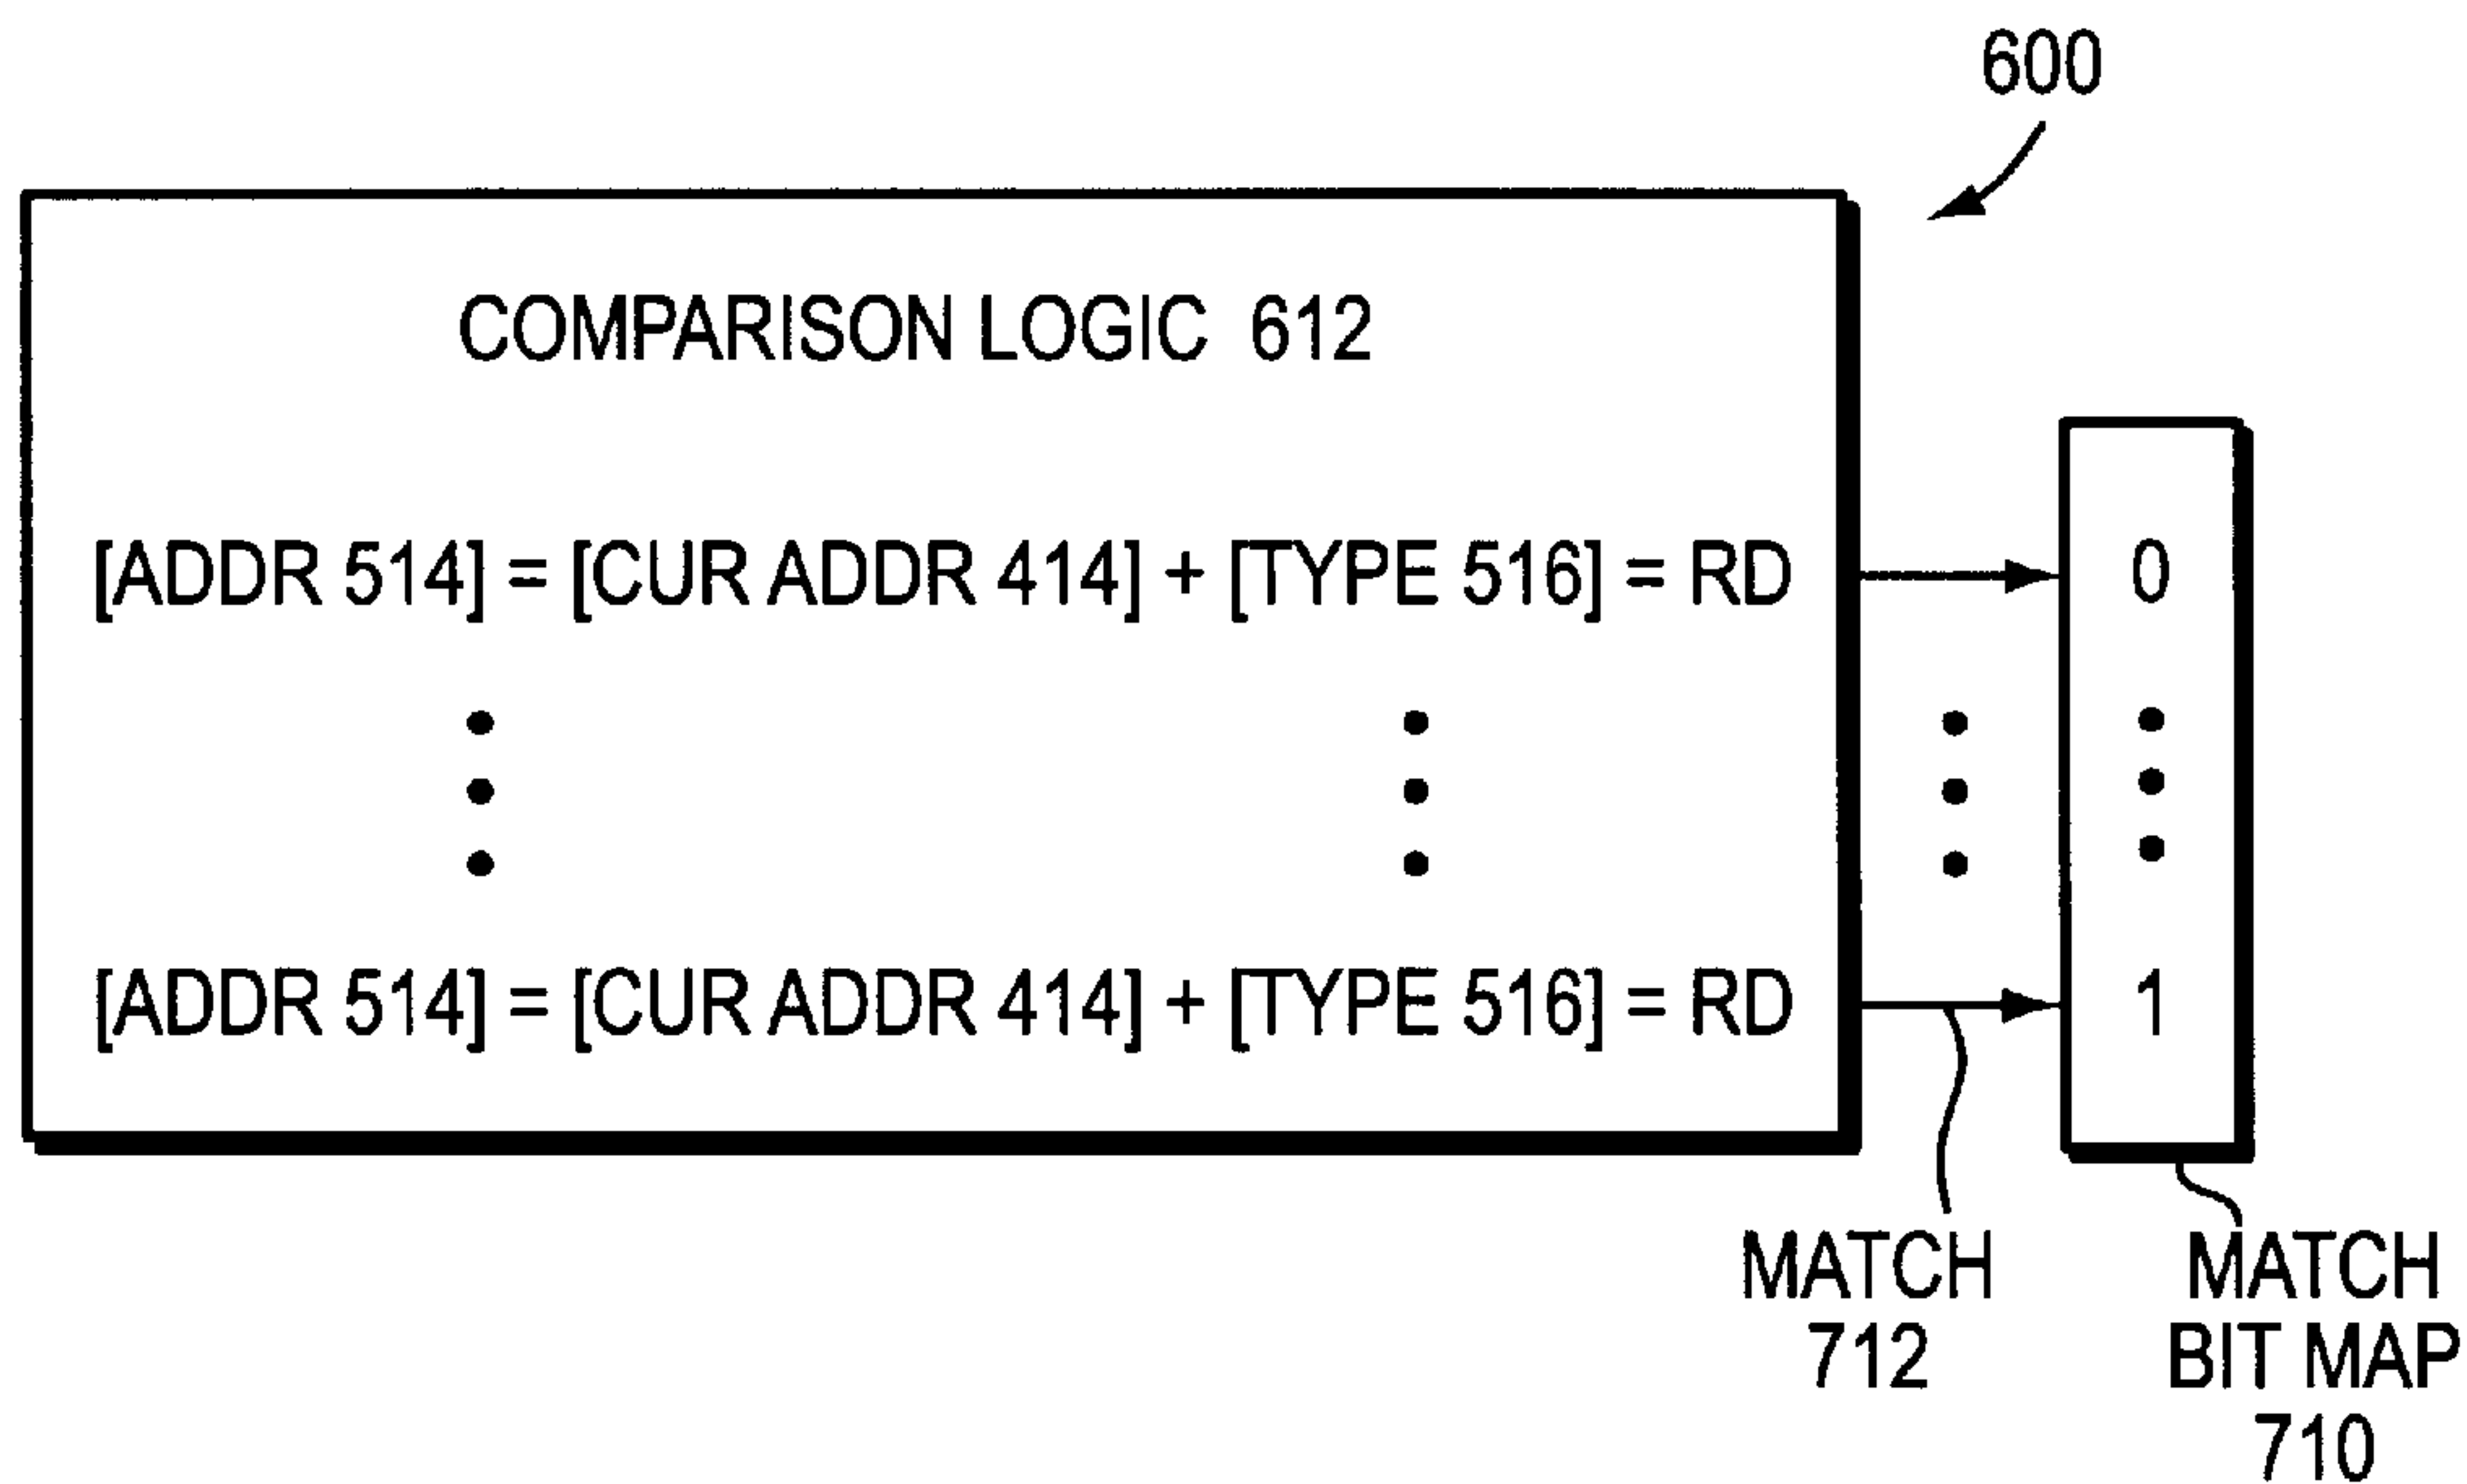 600
COMPARISON LOGIC 612
[ADDR 514] = [CUR ADDR 414] + [TYPE 516] = RD
0
[ADDR 514] = [CUR ADDR 414] + [TYPE 516] = RD
1
MATCH
712
MATCH
BIT MAP
710